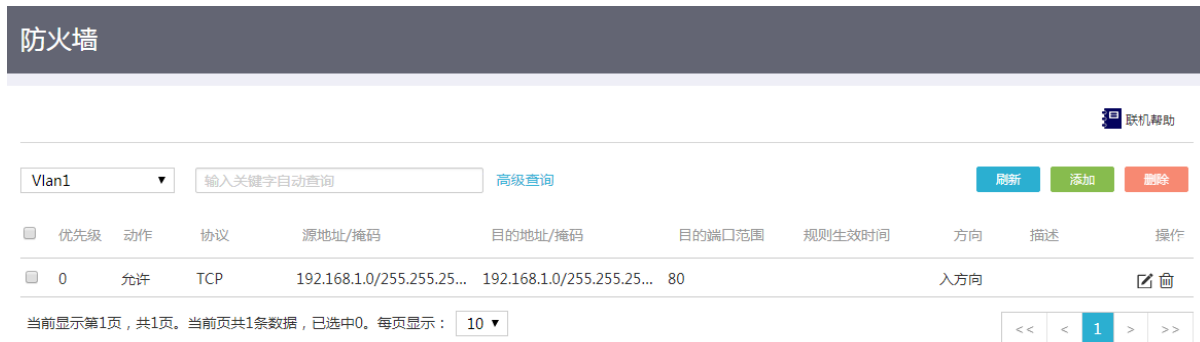 防火墙
联机帮助
Vlan1 ▼ 输入关键字自动查询 高级查询 刷新 添加 删除
优先级 动作 协议 源地址/掩码 目的地址/掩码 目的端口范围 规则生效时间 方向 描述 操作
0 允许 TCP 192.168.1.0/255.255.25... 192.168.1.0/255.255.25... 80 入方向
当前显示第1页，共1页。当前页共1条数据，已选中0。每页显示： 10 ▼ << < 1 > >>